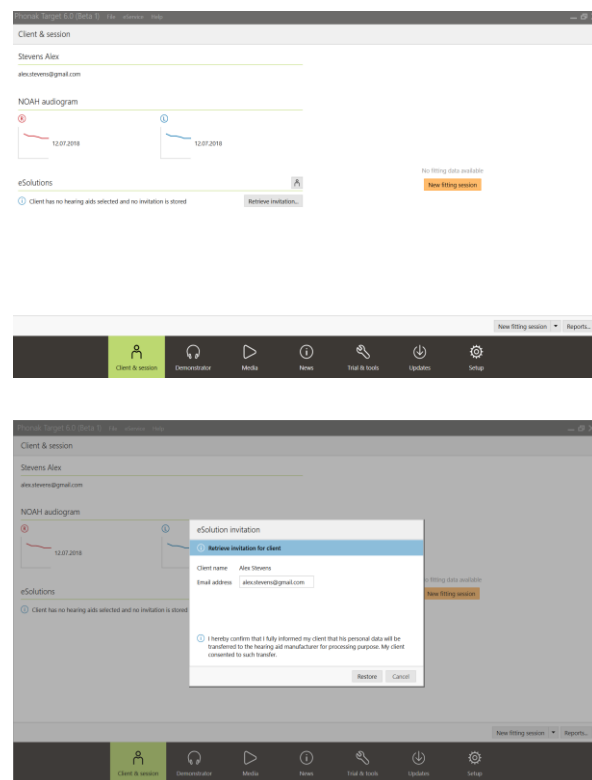 Phonak Target 6.0 (Beta 1) File eService Help
Client & session
Stevens Alex
alex.stevens@gmail.com
NOAH audiogram
R L
12.07.2018 12.07.2018
No fitting data available
New fitting session
eSolutions
Client has no hearing aids selected and no invitation is stored Retrieve invitation...
New fitting session Reports...
Client & session Demonstrator Media News Trial & tools Updates Setup
Phonak Target 6.0 (Beta 1) File eService Help
Client & session
Stevens Alex
alex.stevens@gmail.com
NOAH audiogram
R L
12.07.2018
eSolutions
Client has no hearing aids selected and no invitation is stored
eSolution invitation
Retrieve invitation for client
Client name Alex Stevens
Email address alex.stevens@gmail.com
I hereby confirm that I fully informed my client that his personal data will be
transferred to the hearing aid manufacturer for processing purpose. My client
consented to such transfer.
Restore Cancel
fitting data available
New fitting session
New fitting session Reports...
Client & session Demonstrator Media News Trial & tools Updates Setup